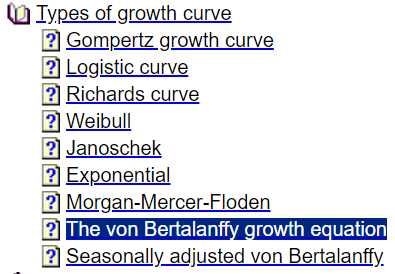 Types of growth curve
Gompertz growth curve
Logistic curve
Richards curve
Weibull
Janoschek
Exponential
Morgan-Mercer-Floden
The von Bertalanffy growth equation
Seasonally adjusted von Bertalanffy